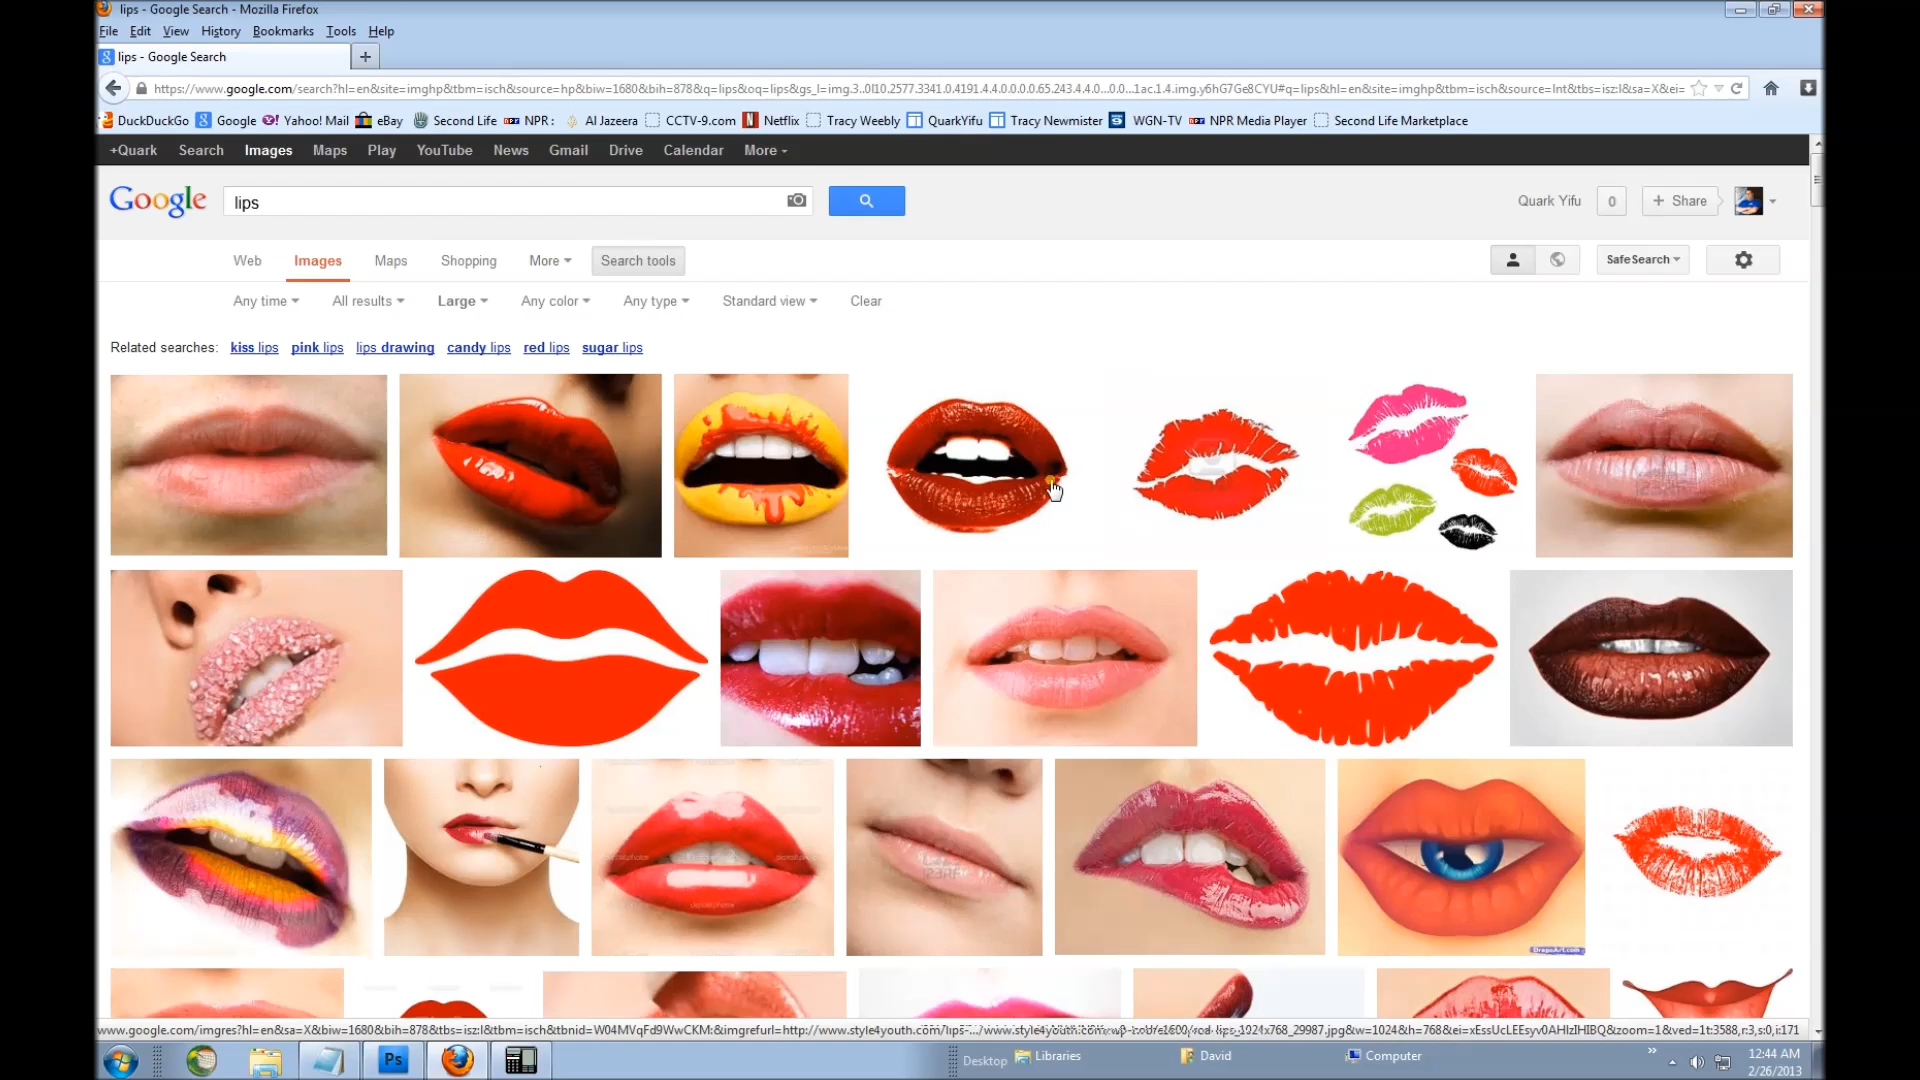 lips - Google Search - Mozilla Firefox
File Edit View History Bookmarks Tools Help
lips - Google Search +
https://www.google.com/search?hl=en&site=imghp&tbm=isch&source=hp&biw=1680&bih=878&q=lips&oq=lips&gs_l=img.3..0l10.2577.3341.0.4191.4.4.0.0.0.0.65.243.4.4.0...0.0...1ac.1.4.img.y6hG7Ge8CYU#q=lips&hl=en&site=imghp&tbm=isch&source=lnt&tbs=isz:l&sa=X&ei=
DuckDuckGo Google Yahoo! Mail eBay Second Life NPR : Al Jazeera CCTV-9.com Netflix Tracy Weebly QuarkYifu Tracy Newmister WGN-TV NPR Media Player Second Life Marketplace
+Quark Search Images Maps Play YouTube News Gmail Drive Calendar More
Google lips Quark Yifu 0 + Share
Web Images Maps Shopping More Search tools SafeSearch
Any time All results Large Any color Any type Standard view Clear
Related searches: kiss lips pink lips lips drawing candy lips red lips sugar lips
DragoArt.com
Ps
Desktop Libraries David Computer »
12:44 AM
2/26/2013